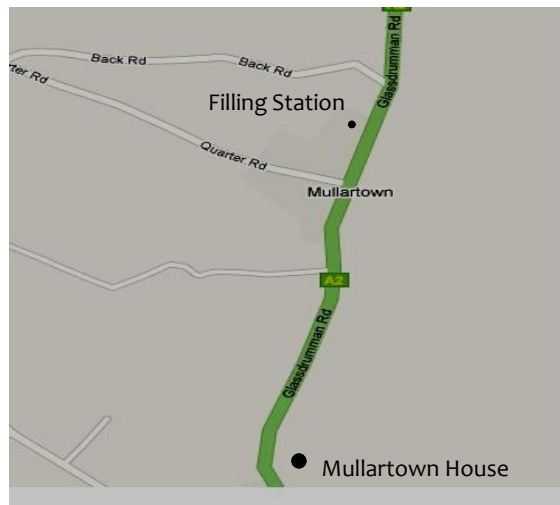 Back Rd
Back Rd
Glassdrumman Rd
Filling Station
Quarter Rd
Mullartown
A2
Glassdrumman Rd
Mullartown House